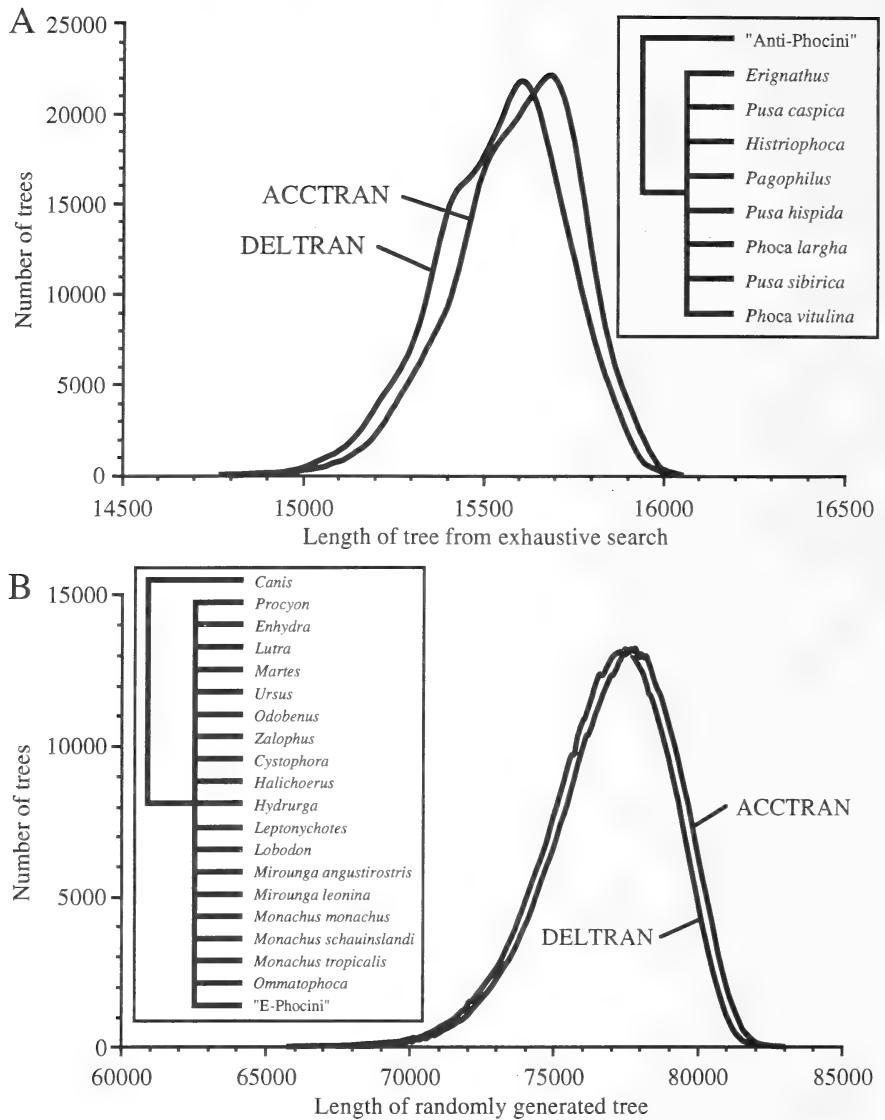 A
25000
20000
15000
10000
5000
0
Number of trees
14500 15000 15500 16000 16500
Length of tree from exhaustive search
ACCTRAN
DELTRAN
"Anti-Phocini"
Erignathus
Pusa caspica
Histriophoca
Pagophilus
Pusa hispida
Phoca largha
Pusa sibirica
Phoca vitulina
B
15000
10000
5000
0
Number of trees
60000 65000 70000 75000 80000 85000
Length of randomly generated tree
Canis
Procyon
Enhydra
Lutra
Martes
Ursus
Odobenus
Zalophus
Cystophora
Halichoerus
Hydrurga
Leptonychotes
Lobodon
Mirounga angustirostris
Mirounga leonina
Monachus monachus
Monachus schauinslandi
Monachus tropicalis
Ommatophoca
"E-Phocini"
ACCTRAN
DELTRAN